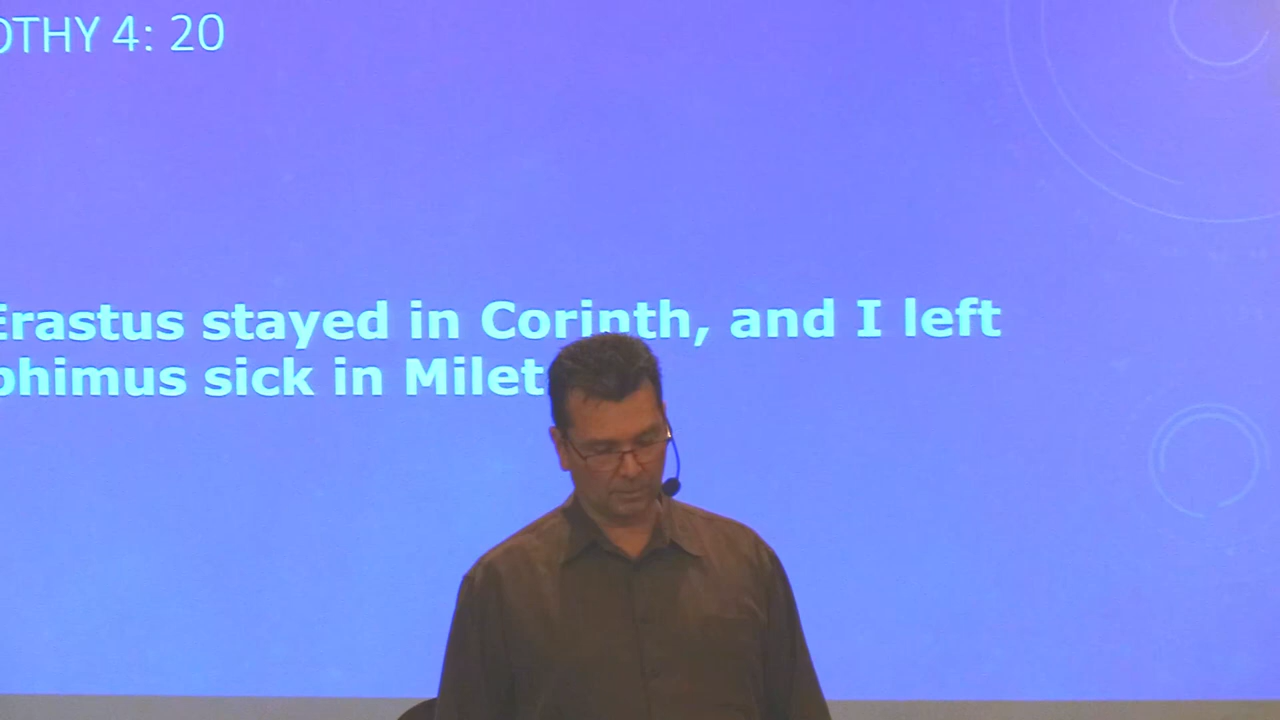 OTHY 4: 20
Erastus stayed in Corinth, and I left
phimus sick in Milet